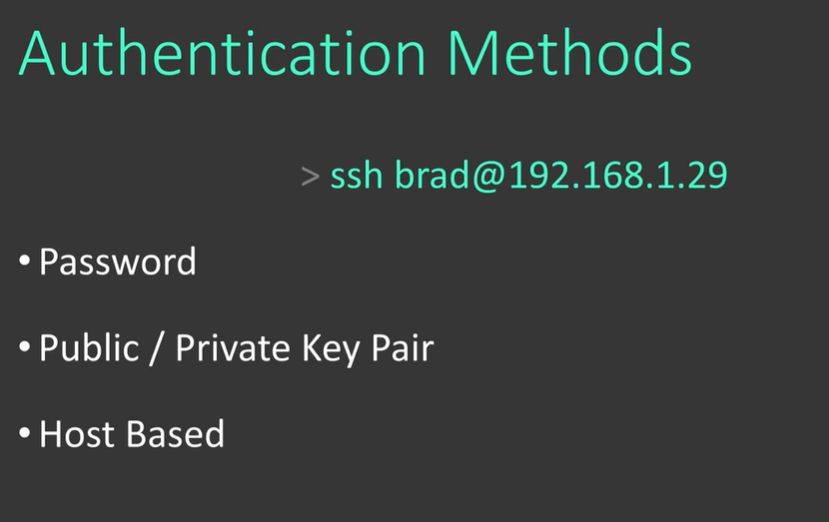 Authentication Methods
> ssh brad@192.168.1.29
• Password
• Public / Private Key Pair
• Host Based